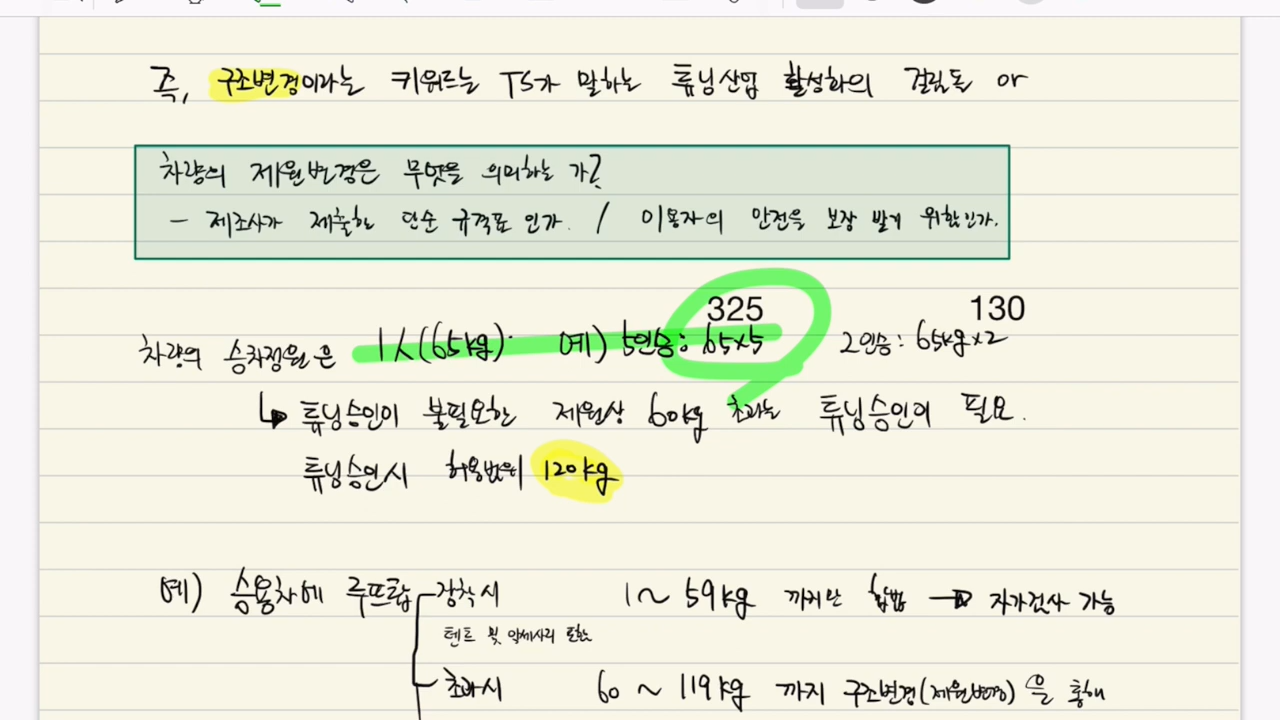 즉, 구조변경이라는 키워드는 TS가 말하는 튜닝산업 활성화의 걸림돌 or
차량의 제원변경은 무엇을 의미하는 가?
- 제조사가 제출한 단순 규격표 인가. / 이용자의 안전을 보장 받기 위함인가.
325 130
차량의 승차정원은 1人(65kg). 예) 5인승: 65x5 2인승: 65kgx2
↳ 튜닝승인이 불필요한 제원상 60kg 초과는 튜닝승인이 필요.
튜닝승인시 허용범위 120kg
예) 승용차에 루프탑 장착시 1~59kg 까지만 합법 → 자가검사 가능
텐트 및 악세사리 포함
초과시 60 ~ 119kg 까지 구조변경(제원변경)을 통해